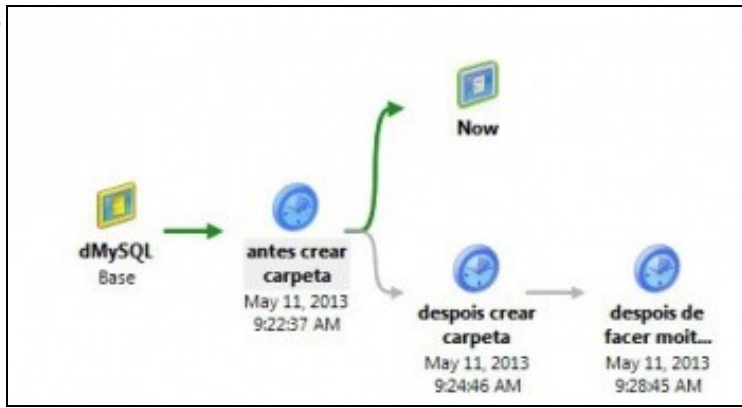 Now
dMySQL
Base
antes crear
carpeta
May 11, 2013
9:22:37 AM
despois crear
carpeta
May 11, 2013
9:24:46 AM
despois de
facer moit...
May 11, 2013
9:28:45 AM